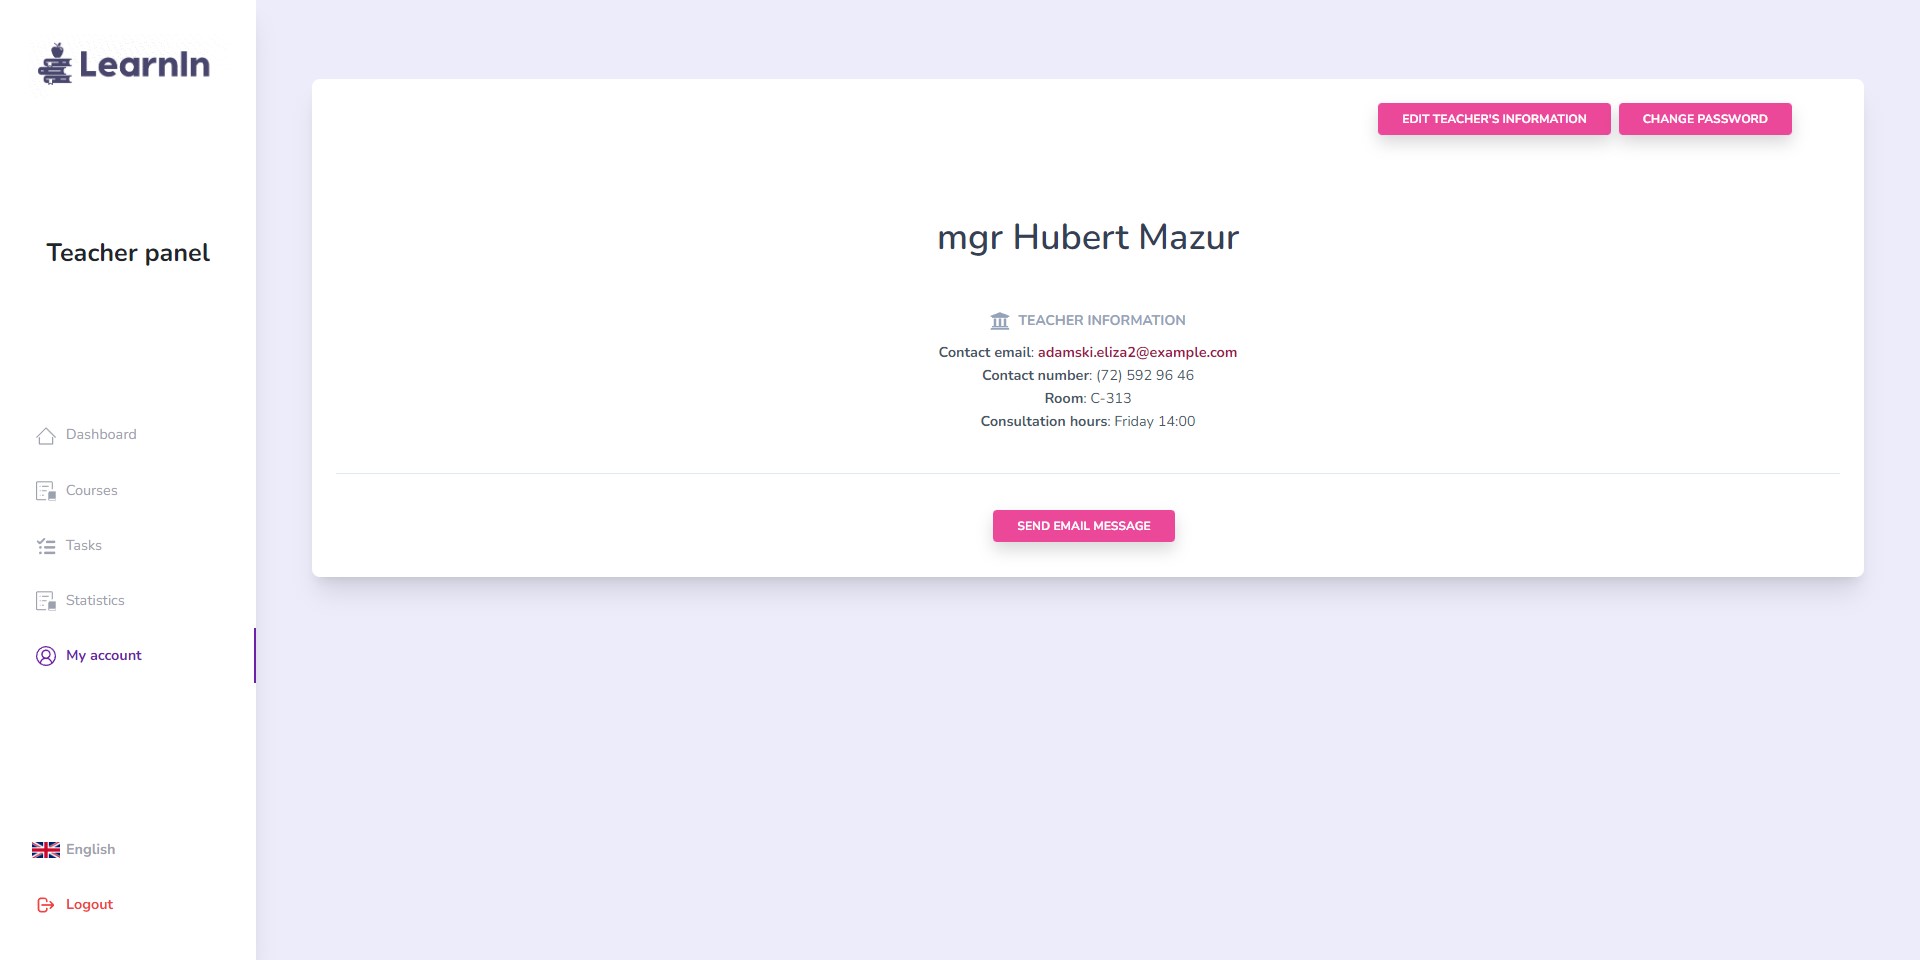 LearnIn
Teacher panel
Dashboard
Courses
Tasks
Statistics
My account
English
Logout
EDIT TEACHER'S INFORMATION
CHANGE PASSWORD
mgr Hubert Mazur
TEACHER INFORMATION
Contact email: adamski.eliza2@example.com
Contact number: (72) 592 96 46
Room: C-313
Consultation hours: Friday 14:00
SEND EMAIL MESSAGE